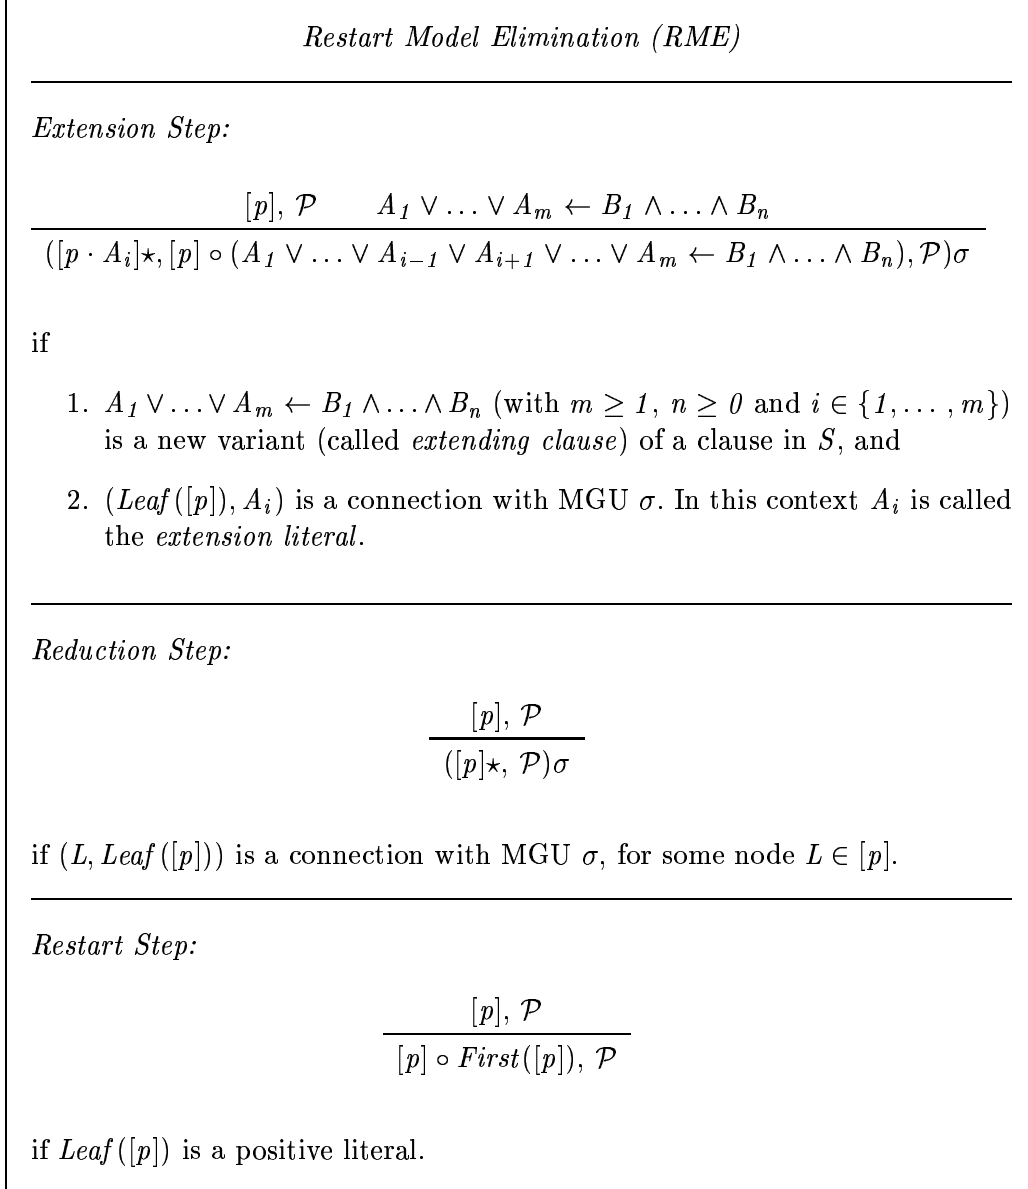 Restart Model Elimination (RME)
Extension Step:
[p], 𝒫 A₁ ∨ … ∨ Aₘ ← B₁ ∧ … ∧ Bₙ
([p · Aᵢ]⋆, [p] ∘ (A₁ ∨ … ∨ Aᵢ₋₁ ∨ Aᵢ₊₁ ∨ … ∨ Aₘ ← B₁ ∧ … ∧ Bₙ), 𝒫)σ
if
1. A₁ ∨ … ∨ Aₘ ← B₁ ∧ … ∧ Bₙ (with m ≥ 1, n ≥ 0 and i ∈ {1, … , m})
is a new variant (called extending clause) of a clause in S, and
2. (Leaf([p]), Aᵢ) is a connection with MGU σ. In this context Aᵢ is called
the extension literal.
Reduction Step:
[p], 𝒫
([p]⋆, 𝒫)σ
if (L, Leaf([p])) is a connection with MGU σ, for some node L ∈ [p].
Restart Step:
[p], 𝒫
[p] ∘ First([p]), 𝒫
if Leaf([p]) is a positive literal.